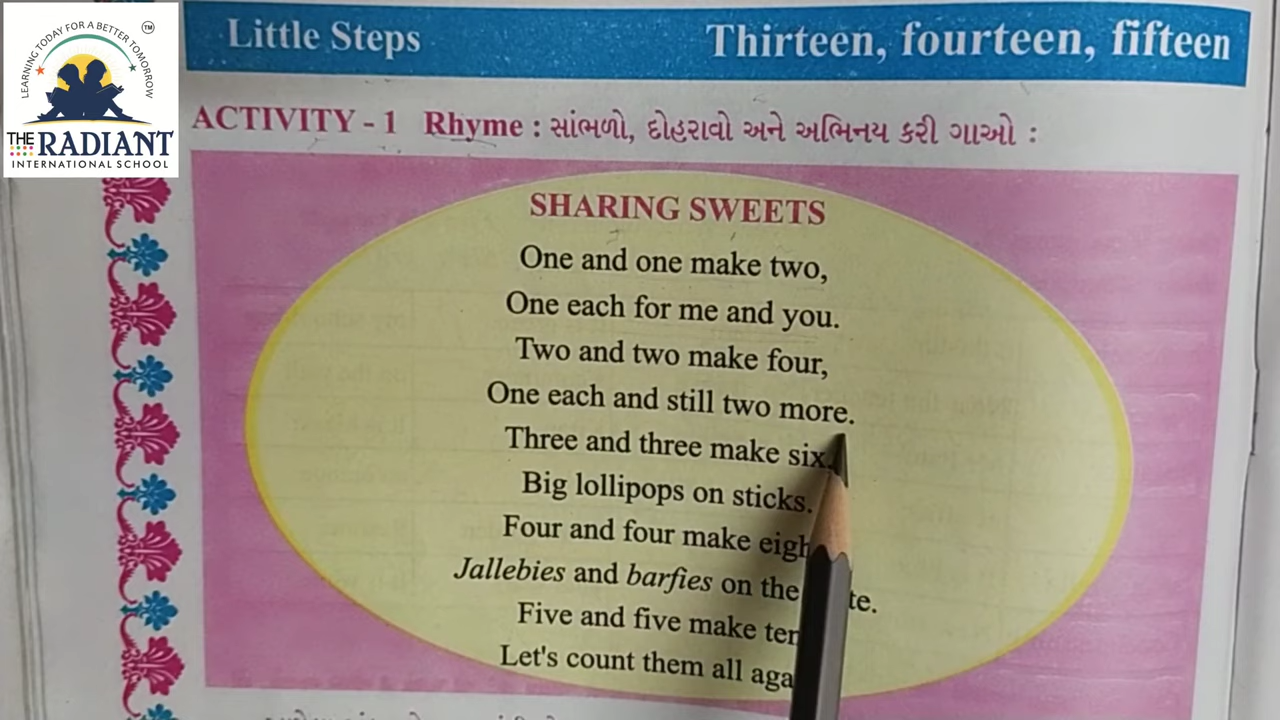 LEARNING TODAY FOR A BETTER TOMORROW
TM
THE RADIANT
INTERNATIONAL SCHOOL
Little Steps
Thirteen, fourteen, fifteen
ACTIVITY - 1 Rhyme : સાંભળો, દોહરાવો અને અભિનય કરી ગાઓ :
SHARING SWEETS
One and one make two,
One each for me and you.
Two and two make four,
One each and still two more.
Three and three make six
Big lollipops on sticks.
Four and four make
Jallebies and barfies on the
Five and five make
Let's count them all